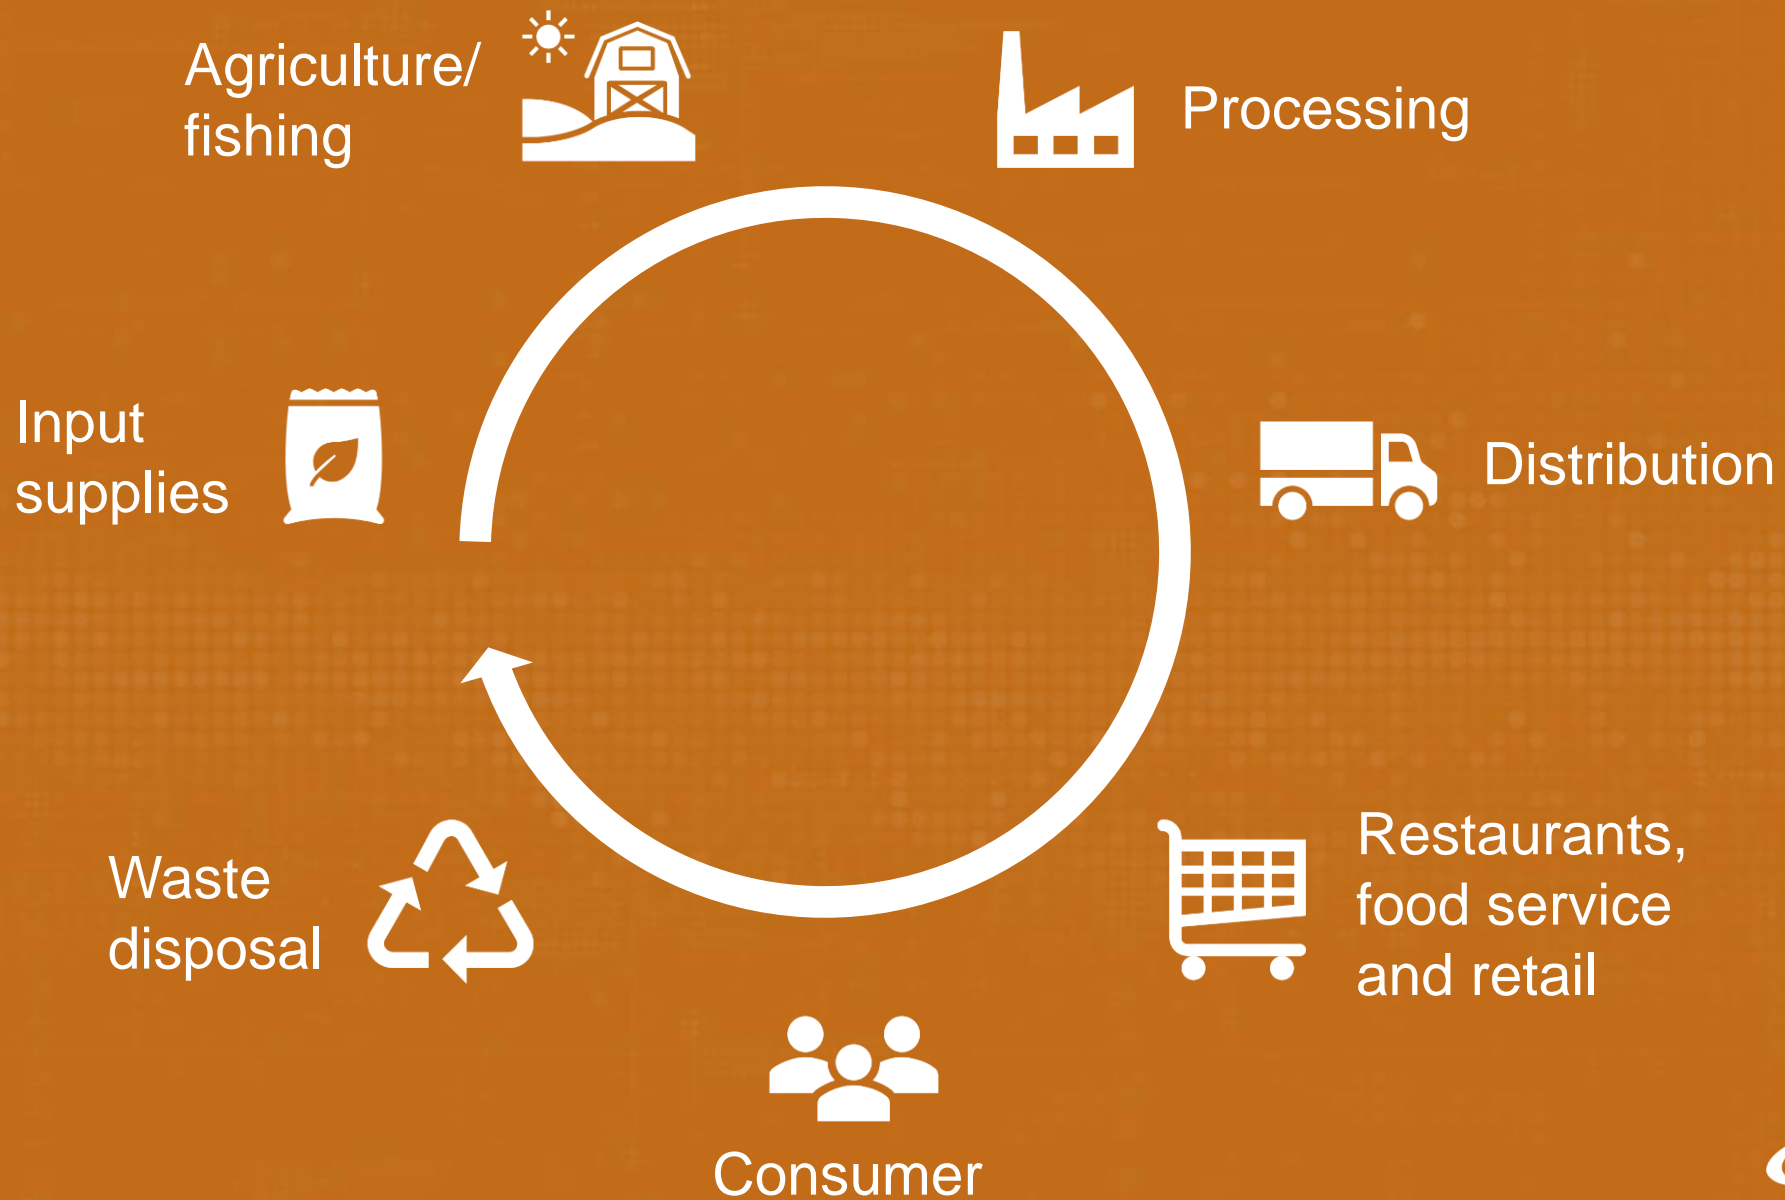 Agriculture/
fishing
Processing
Input
supplies
Distribution
Waste
disposal
Restaurants,
food service
and retail
Consumer